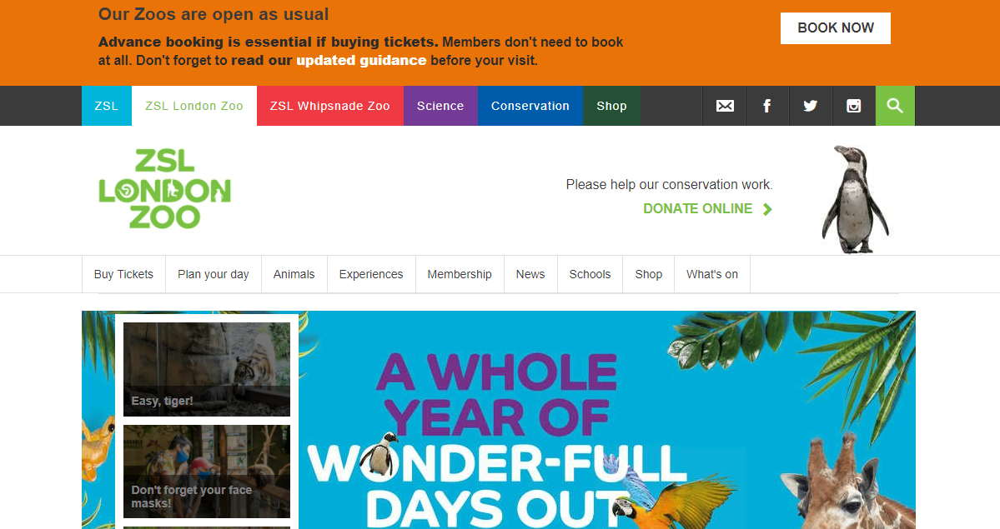 Our Zoos are open as usual
Advance booking is essential if buying tickets. Members don't need to book
at all. Don't forget to read our updated guidance before your visit.
BOOK NOW
ZSL
ZSL London Zoo
ZSL Whipsnade Zoo
Science
Conservation
Shop
ZSL
LONDON
ZOO
Please help our conservation work.
DONATE ONLINE
Buy Tickets
Plan your day
Animals
Experiences
Membership
News
Schools
Shop
What's on
Easy, tiger!
Don't forget your face
masks!
A WHOLE
YEAR OF
WONDER-FULL
DAYS OUT